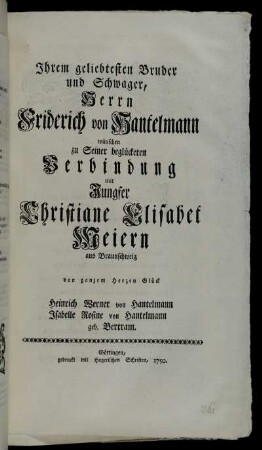 Ihrem geliebtesten Bruder
und Schwager,
Herrn
Friderich von Hantelmann
wünschen
zu Seiner beglückten
Verbindung
mit
Jungfer
Christiane Elisabet
Meiern
aus Braunschweig
von ganzem Herzen Glück
Heinrich Werner von Hantelmann
Isabelle Rosine von Hantelmann
geb. Bertram.
Göttingen,
gedruckt mit Hagerischen Schriften, 1750.